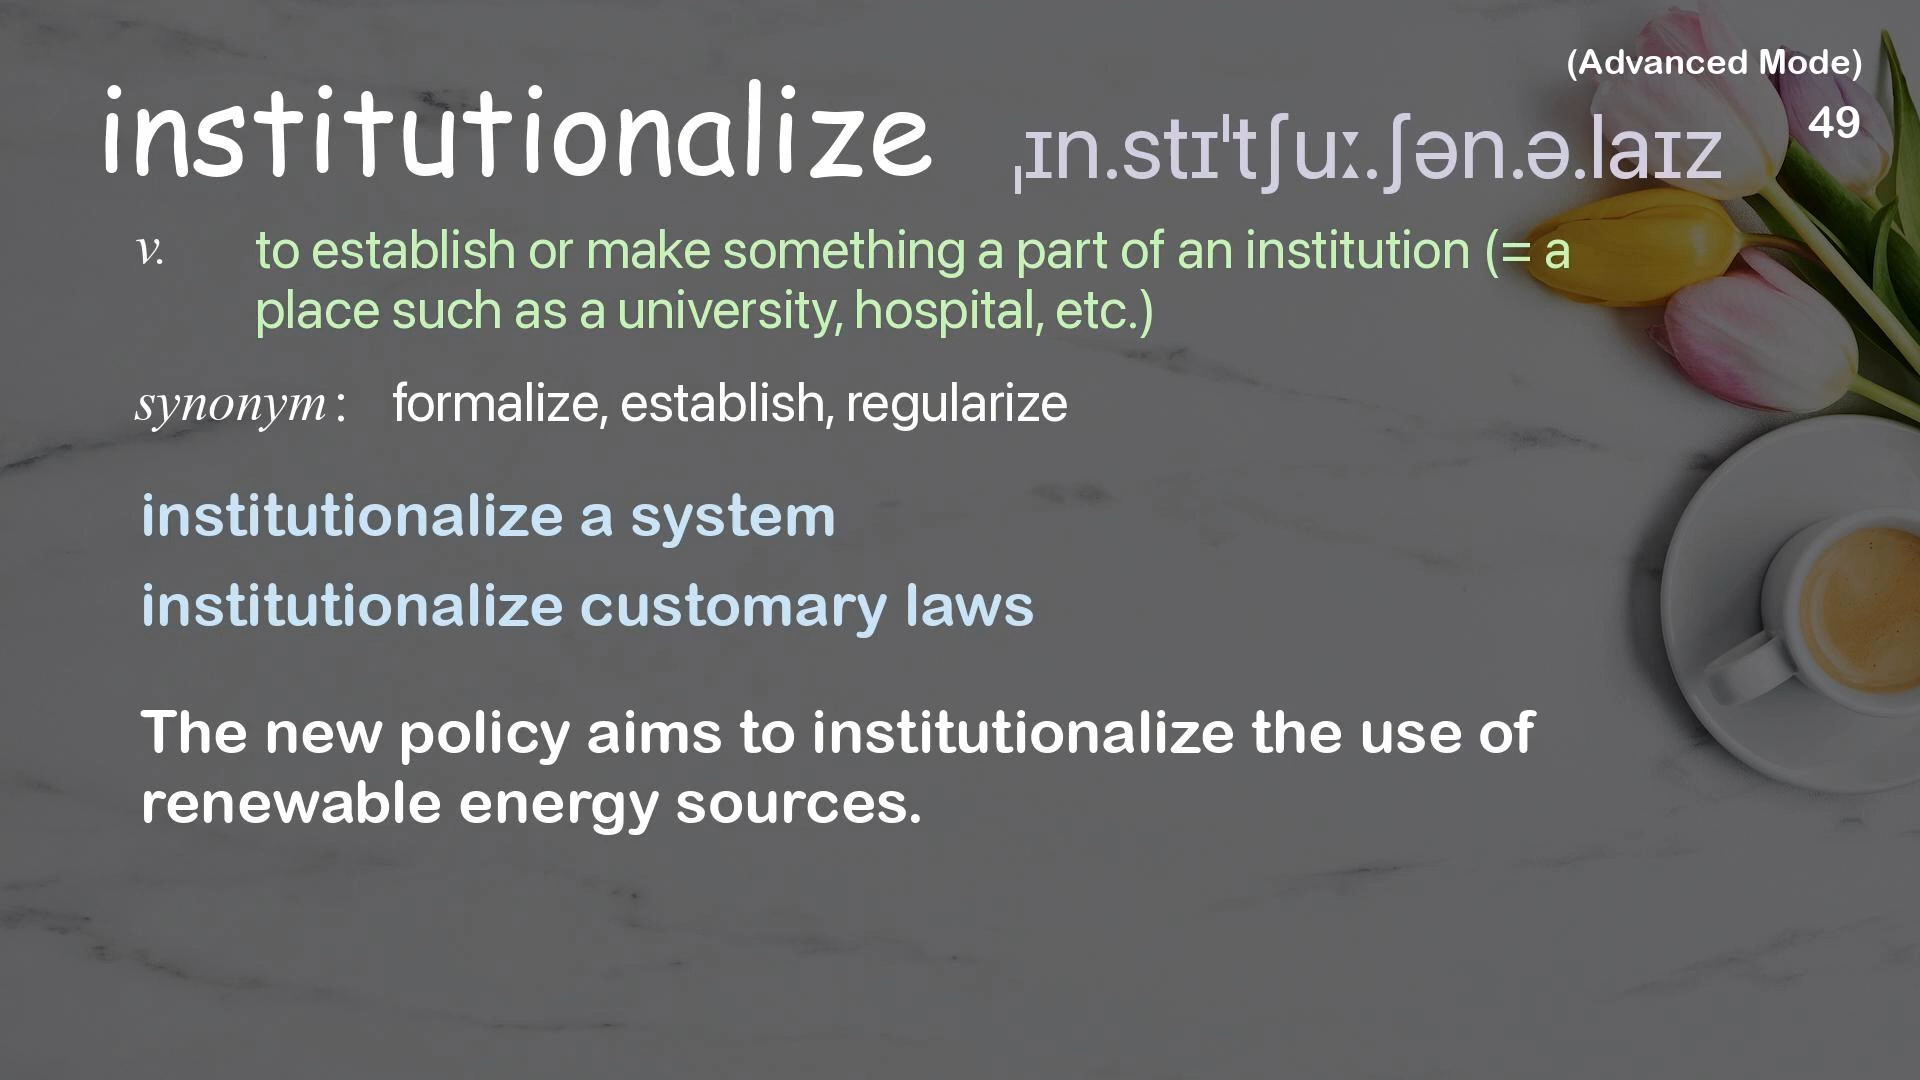 (Advanced Mode)
institutionalize ˌɪn.stɪˈtʃuː.ʃən.ə.laɪz 49
v. to establish or make something a part of an institution (= a
place such as a university, hospital, etc.)
synonym : formalize, establish, regularize
institutionalize a system
institutionalize customary laws
The new policy aims to institutionalize the use of
renewable energy sources.